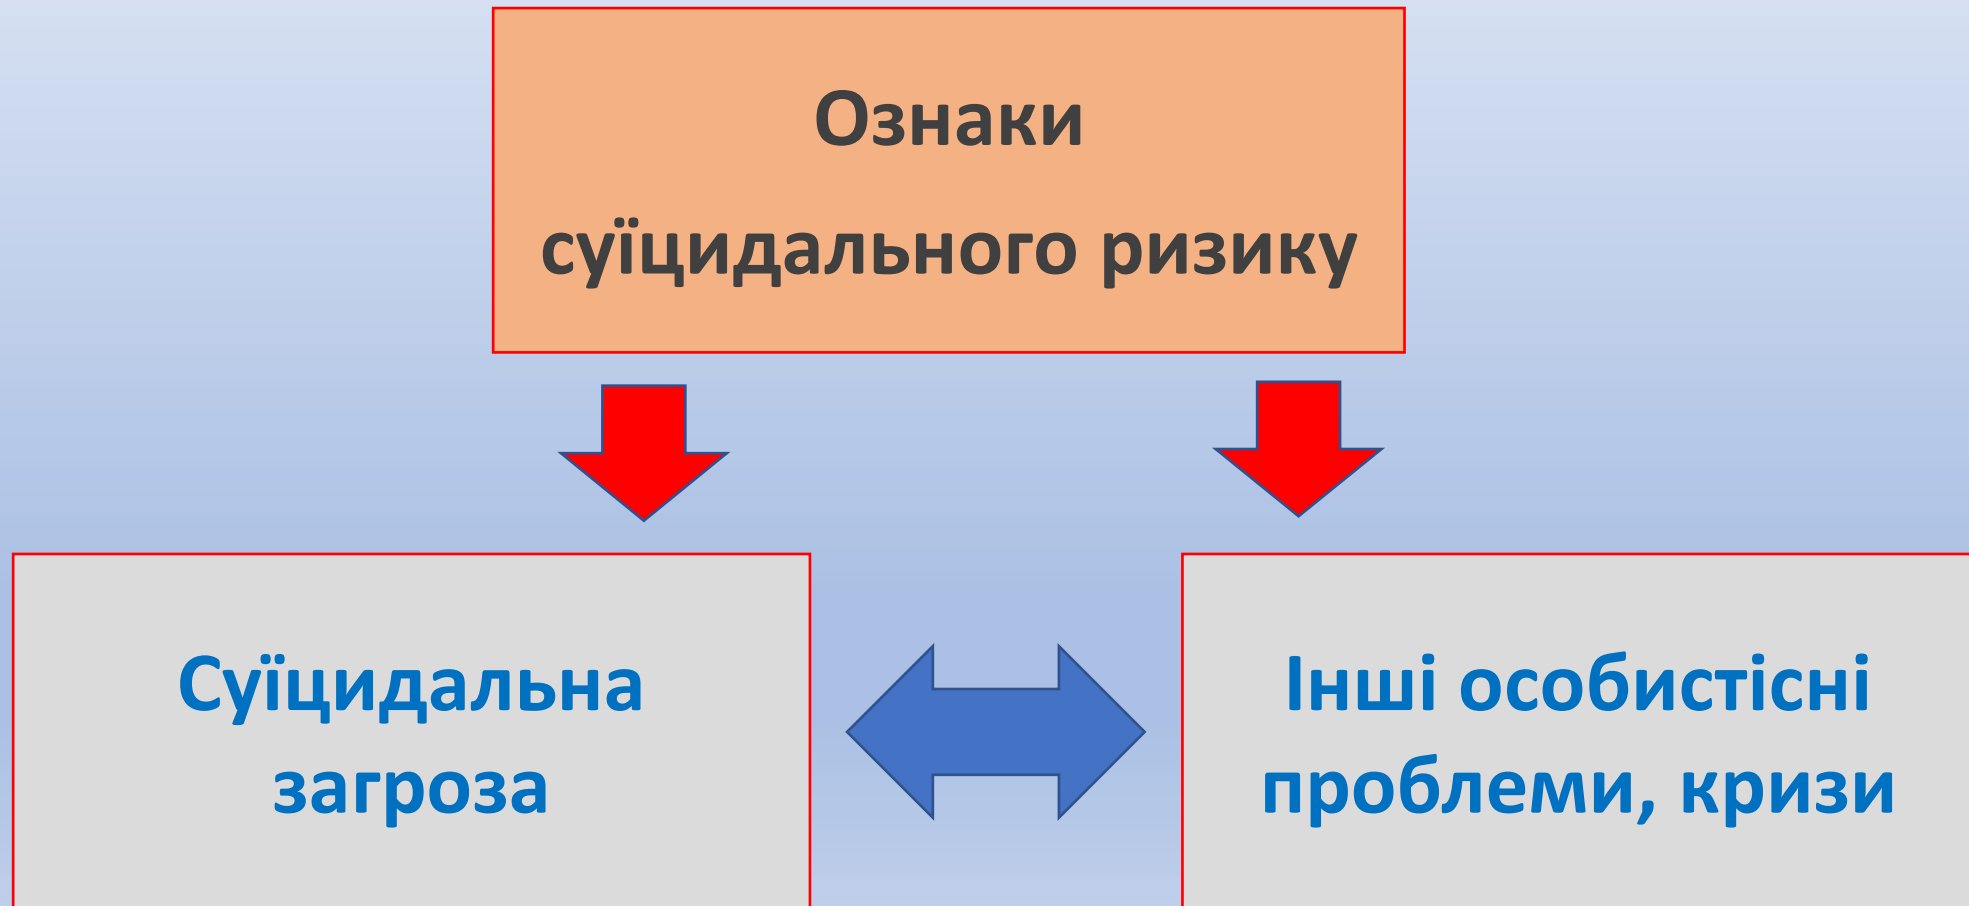 Ознаки
суїцидального ризику
Суїцидальна
загроза
Інші особистісні
проблеми, кризи